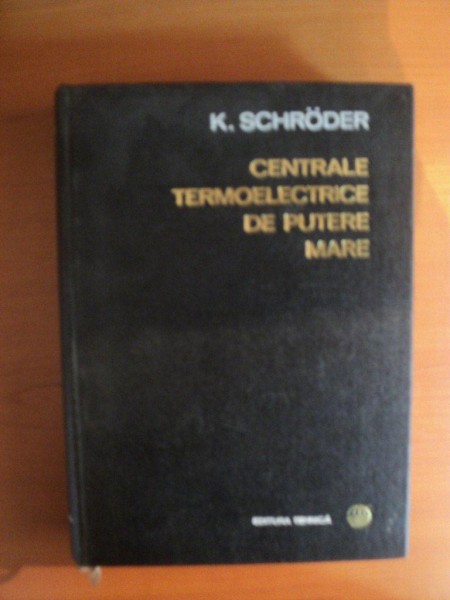 K. SCHRÖDER
CENTRALE
TERMOELECTRICE
DE PUTERE
MARE
EDITURA TEHNICĂ